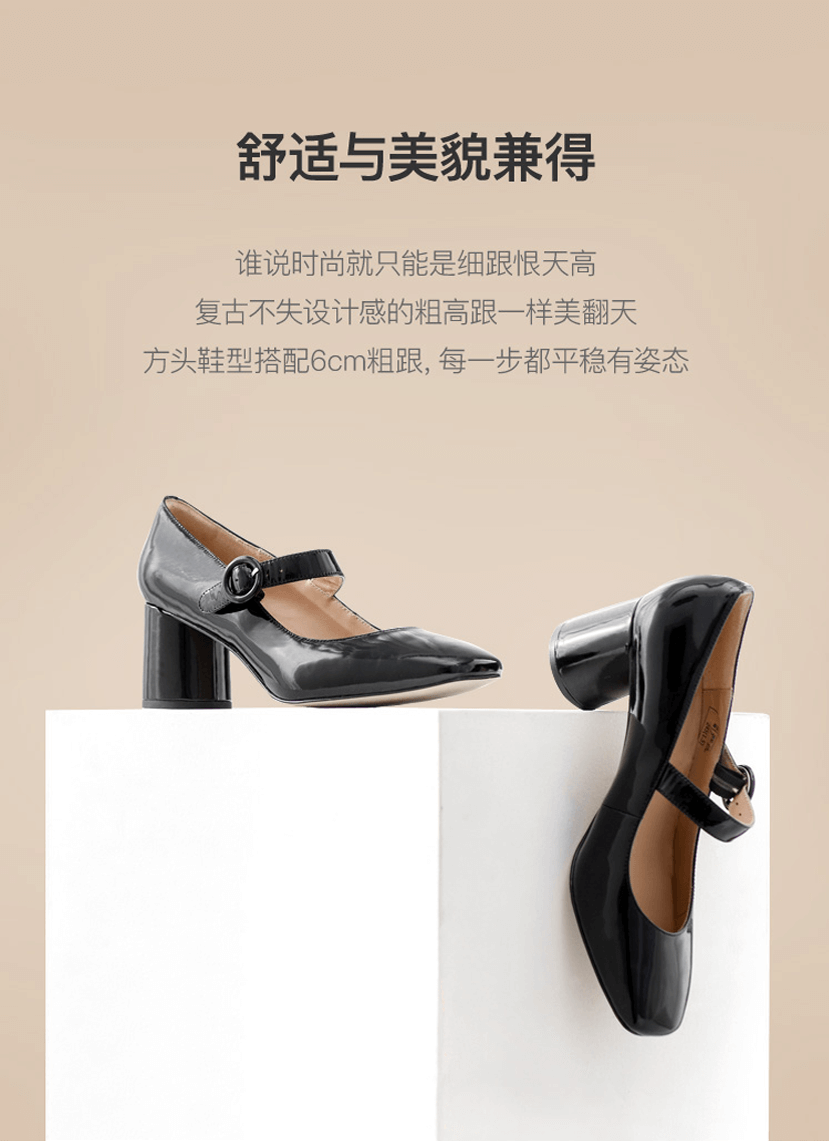 舒适与美貌兼得
谁说时尚就只能是细跟恨天高
复古不失设计感的粗高跟一样美翻天
方头鞋型搭配6cm粗跟, 每一步都平稳有姿态